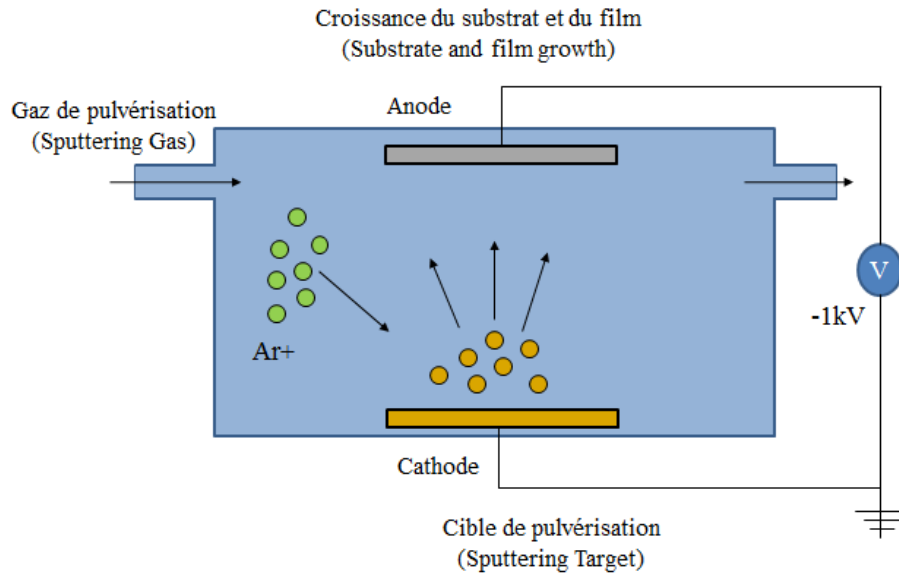 Croissance du substrat et du film
(Substrate and film growth)
Gaz de pulvérisation
(Sputtering Gas)
Anode
V
-1kV
Ar+
Cathode
Cible de pulvérisation
(Sputtering Target)